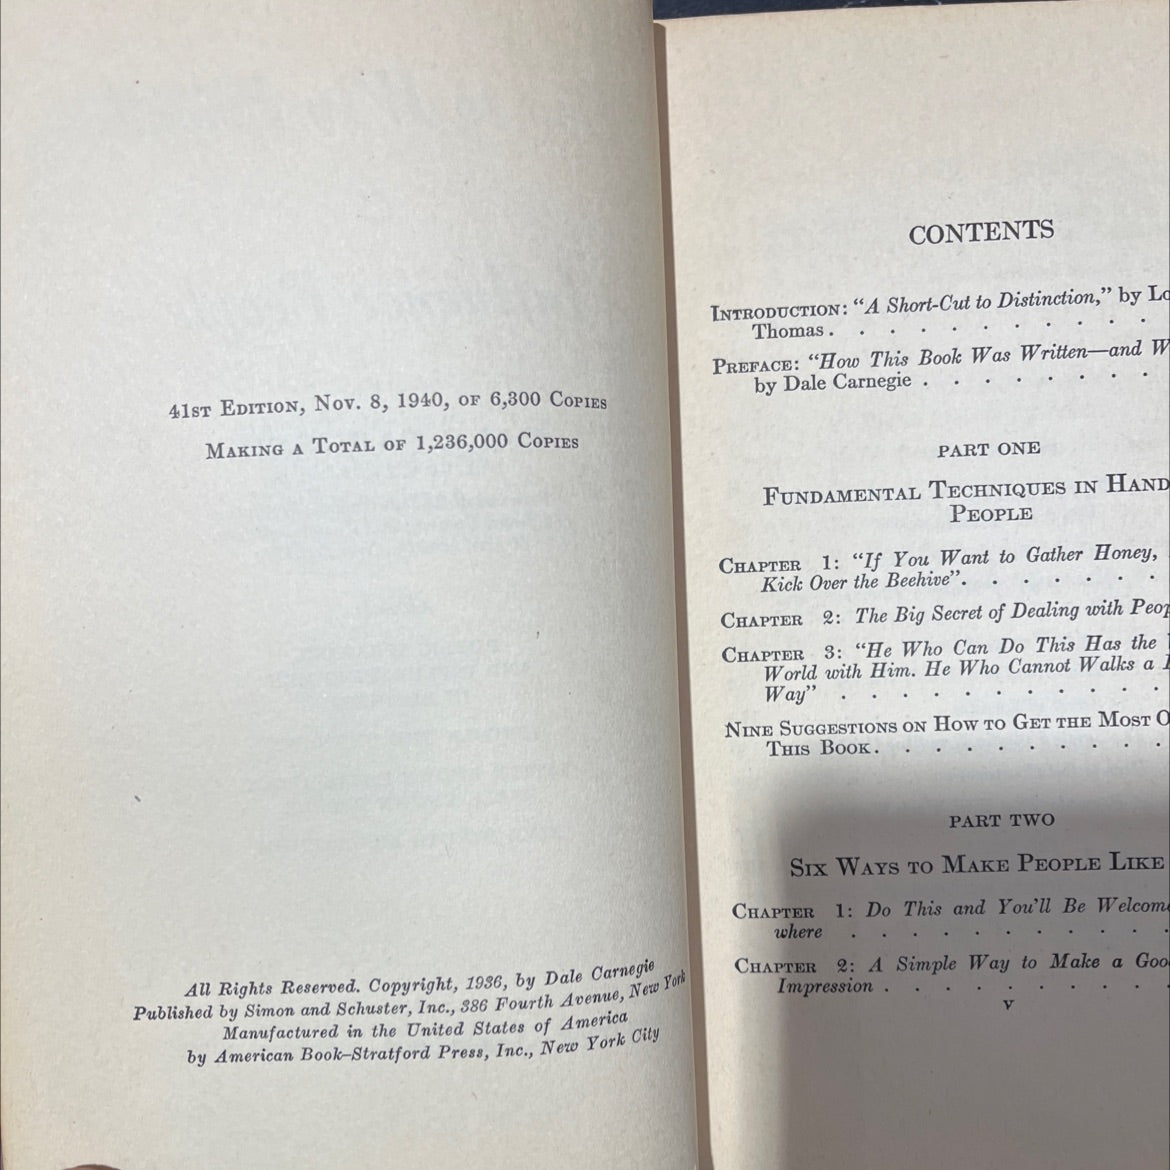 41st Edition, Nov. 8, 1940, of 6,300 Copies
Making a Total of 1,236,000 Copies
All Rights Reserved. Copyright, 1936, by Dale Carnegie
Published by Simon and Schuster, Inc., 386 Fourth Avenue, New York
Manufactured in the United States of America
by American Book–Stratford Press, Inc., New York City
CONTENTS
Introduction: “A Short-Cut to Distinction,” by Lo
Thomas . . . . . . . . . .
Preface: “How This Book Was Written—and W
by Dale Carnegie . . . . . . . .
PART ONE
Fundamental Techniques in Hand
People
Chapter 1: “If You Want to Gather Honey,
Kick Over the Beehive” . . . . . . .
Chapter 2: The Big Secret of Dealing with Peop
Chapter 3: “He Who Can Do This Has the
World with Him. He Who Cannot Walks a
Way” . . . . . . . . . . .
Nine Suggestions on How to Get the Most O
This Book . . . . . . . . . .
PART TWO
Six Ways to Make People Like
Chapter 1: Do This and You’ll Be Welcome
where . . . . . . . . . . .
Chapter 2: A Simple Way to Make a Goo
Impression . . . . . . . . . .
v